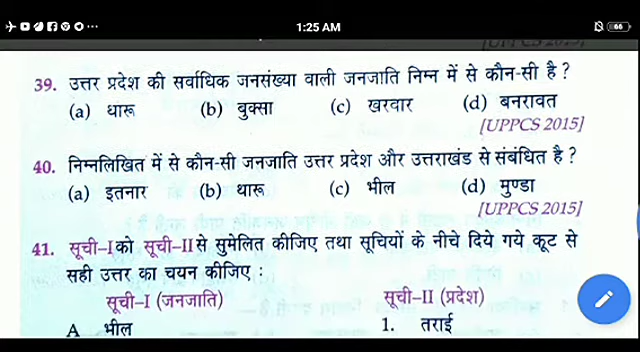 1:25 AM
66
39. उत्तर प्रदेश की सर्वाधिक जनसंख्या वाली जनजाति निम्न में से कौन-सी है ?
(a) थारू (b) बुक्सा (c) खरवार (d) बनरावत
[UPPCS 2015]
40. निम्नलिखित में से कौन-सी जनजाति उत्तर प्रदेश और उत्तराखंड से संबंधित है ?
(a) इतनार (b) थारू (c) भील (d) मुण्डा
[UPPCS 2015]
41. सूची-I को सूची-II से सुमेलित कीजिए तथा सूचियों के नीचे दिये गये कूट से
सही उत्तर का चयन कीजिए :
सूची-I (जनजाति) सूची-II (प्रदेश)
A भील 1. तराई